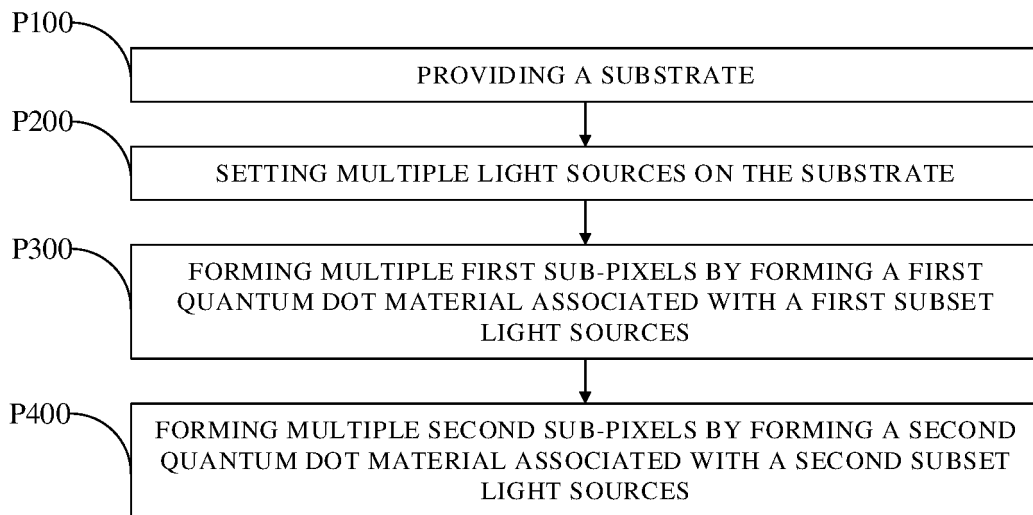 P100
PROVIDING A SUBSTRATE
P200
SETTING MULTIPLE LIGHT SOURCES ON THE SUBSTRATE
P300
FORMING MULTIPLE FIRST SUB-PIXELS BY FORMING A FIRST
QUANTUM DOT MATERIAL ASSOCIATED WITH A FIRST SUBSET
LIGHT SOURCES
P400
FORMING MULTIPLE SECOND SUB-PIXELS BY FORMING A SECOND
QUANTUM DOT MATERIAL ASSOCIATED WITH A SECOND SUBSET
LIGHT SOURCES